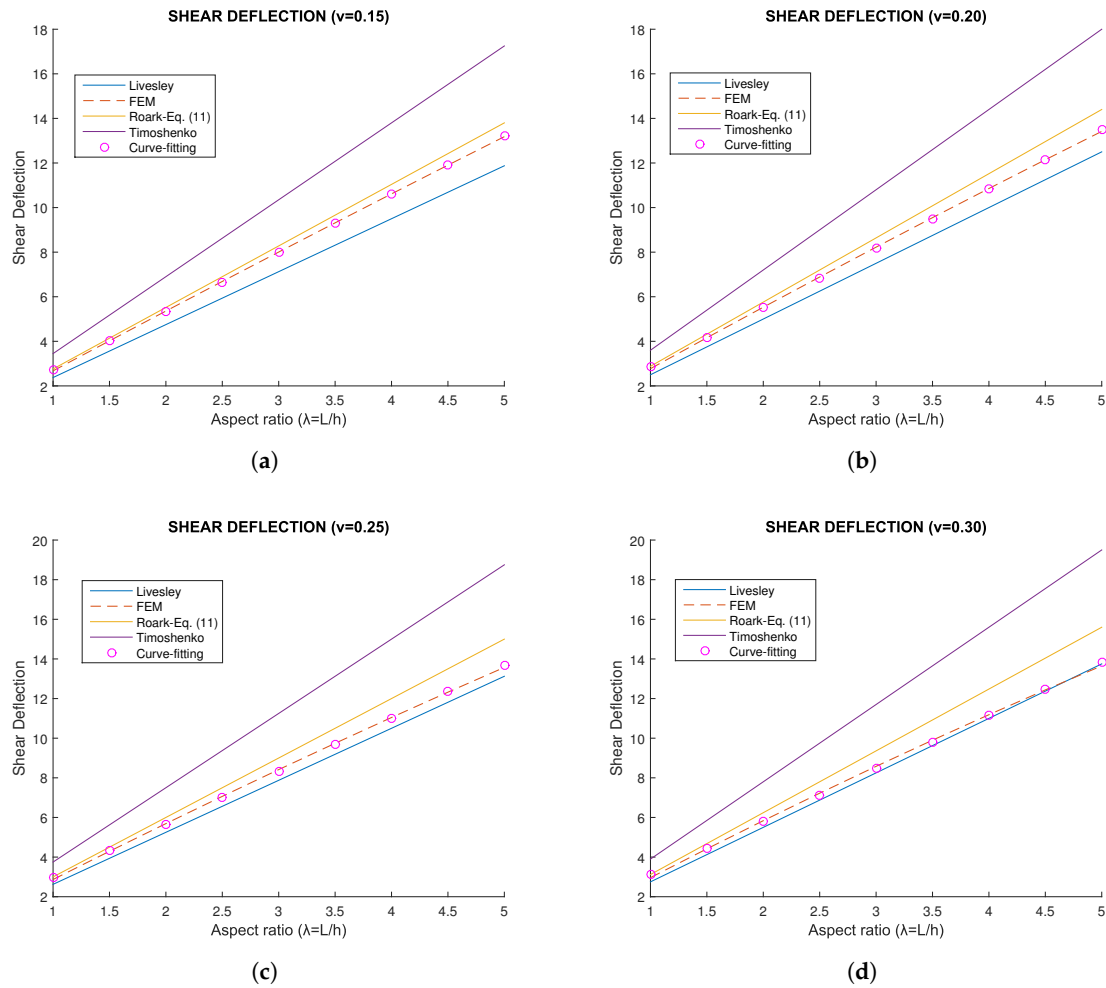 SHEAR DEFLECTION (v=0.15)
18
16
14
12
10
8
6
4
2
Shear Deflection
Livesley
FEM
Roark-Eq. (11)
Timoshenko
Curve-fitting
1 1.5 2 2.5 3 3.5 4 4.5 5
Aspect ratio (λ=L/h)
(a)
SHEAR DEFLECTION (v=0.20)
18
16
14
12
10
8
6
4
2
Shear Deflection
Livesley
FEM
Roark-Eq. (11)
Timoshenko
Curve-fitting
1 1.5 2 2.5 3 3.5 4 4.5 5
Aspect ratio (λ=L/h)
(b)
SHEAR DEFLECTION (v=0.25)
20
18
16
14
12
10
8
6
4
2
Shear Deflection
Livesley
FEM
Roark-Eq. (11)
Timoshenko
Curve-fitting
1 1.5 2 2.5 3 3.5 4 4.5 5
Aspect ratio (λ=L/h)
(c)
SHEAR DEFLECTION (v=0.30)
20
18
16
14
12
10
8
6
4
2
Shear Deflection
Livesley
FEM
Roark-Eq. (11)
Timoshenko
Curve-fitting
1 1.5 2 2.5 3 3.5 4 4.5 5
Aspect ratio (λ=L/h)
(d)